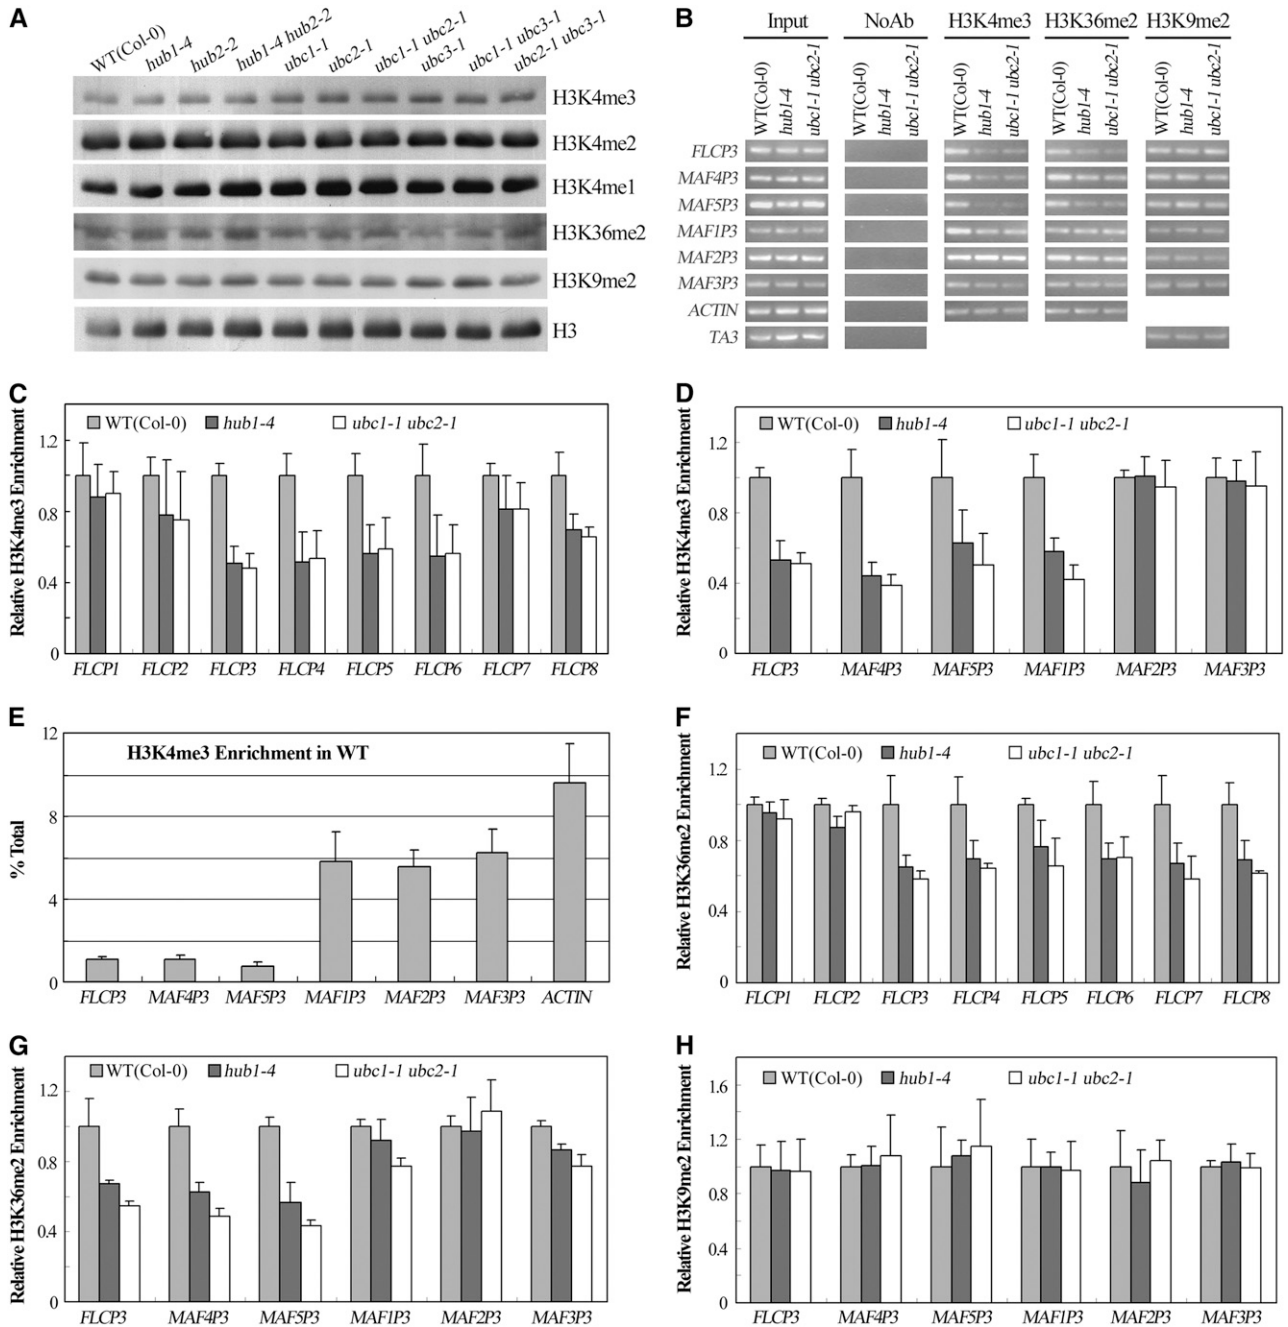 A
WT(Col-0) hub1-4 hub2-2 hub1-4 hub2-2 ubc1-1 ubc2-1 ubc1-1 ubc2-1 ubc3-1 ubc1-1 ubc3-1 ubc2-1 ubc3-1
H3K4me3
H3K4me2
H3K4me1
H3K36me2
H3K9me2
H3
B
Input NoAb H3K4me3 H3K36me2 H3K9me2
WT(Col-0) hub1-4 ubc1-1 ubc2-1 WT(Col-0) hub1-4 ubc1-1 ubc2-1 WT(Col-0) hub1-4 ubc1-1 ubc2-1 WT(Col-0) hub1-4 ubc1-1 ubc2-1 WT(Col-0) hub1-4 ubc1-1 ubc2-1
FLCP3
MAF4P3
MAF5P3
MAF1P3
MAF2P3
MAF3P3
ACTIN
TA3
C
Relative H3K4me3 Enrichment
WT(Col-0) hub1-4 ubc1-1 ubc2-1
1.2
0.8
0.4
0
FLCP1 FLCP2 FLCP3 FLCP4 FLCP5 FLCP6 FLCP7 FLCP8
D
Relative H3K4me3 Enrichment
WT(Col-0) hub1-4 ubc1-1 ubc2-1
1.2
0.8
0.4
0
FLCP3 MAF4P3 MAF5P3 MAF1P3 MAF2P3 MAF3P3
E
% Total
H3K4me3 Enrichment in WT
12
8
4
0
FLCP3 MAF4P3 MAF5P3 MAF1P3 MAF2P3 MAF3P3 ACTIN
F
Relative H3K36me2 Enrichment
WT(Col-0) hub1-4 ubc1-1 ubc2-1
1.2
0.8
0.4
0
FLCP1 FLCP2 FLCP3 FLCP4 FLCP5 FLCP6 FLCP7 FLCP8
G
Relative H3K36me2 Enrichment
WT(Col-0) hub1-4 ubc1-1 ubc2-1
1.2
0.8
0.4
0
FLCP3 MAF4P3 MAF5P3 MAF1P3 MAF2P3 MAF3P3
H
Relative H3K9me2 Enrichment
WT(Col-0) hub1-4 ubc1-1 ubc2-1
1.6
1.2
0.8
0.4
0
FLCP3 MAF4P3 MAF5P3 MAF1P3 MAF2P3 MAF3P3